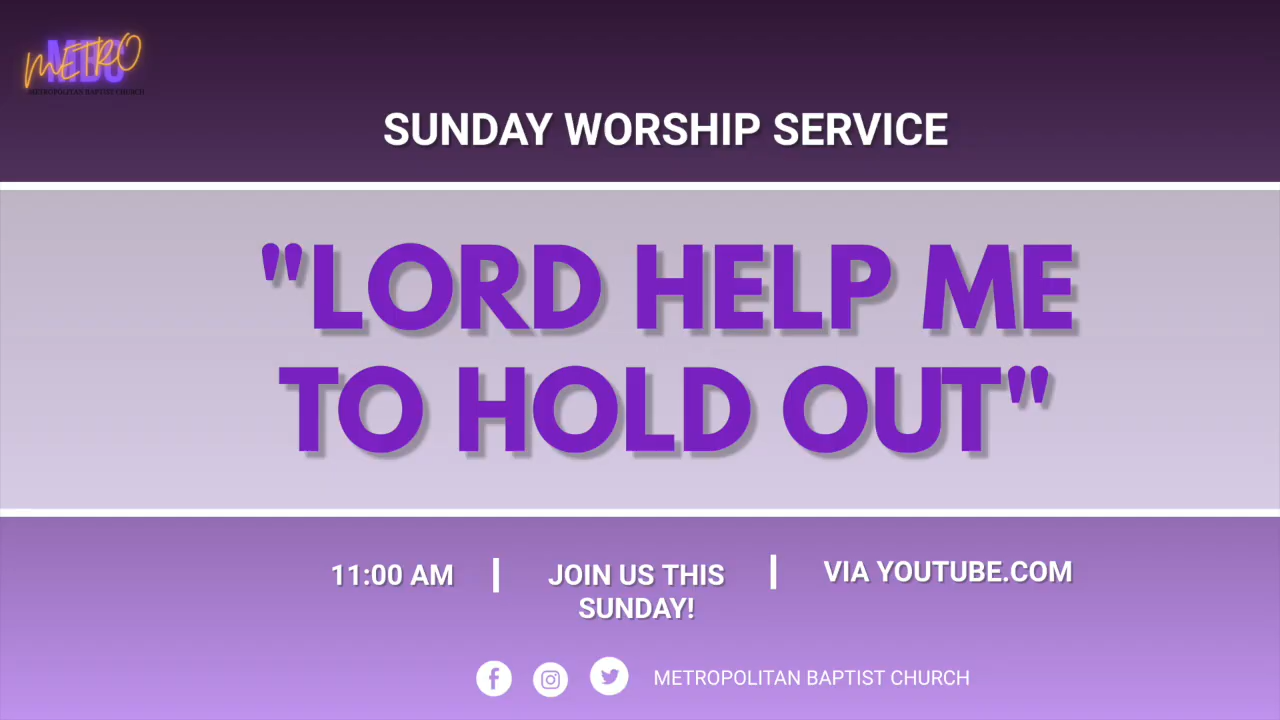 METRO
MBC
METROPOLITAN BAPTIST CHURCH
SUNDAY WORSHIP SERVICE
"LORD HELP ME
TO HOLD OUT"
11:00 AM
JOIN US THIS
SUNDAY!
VIA YOUTUBE.COM
METROPOLITAN BAPTIST CHURCH